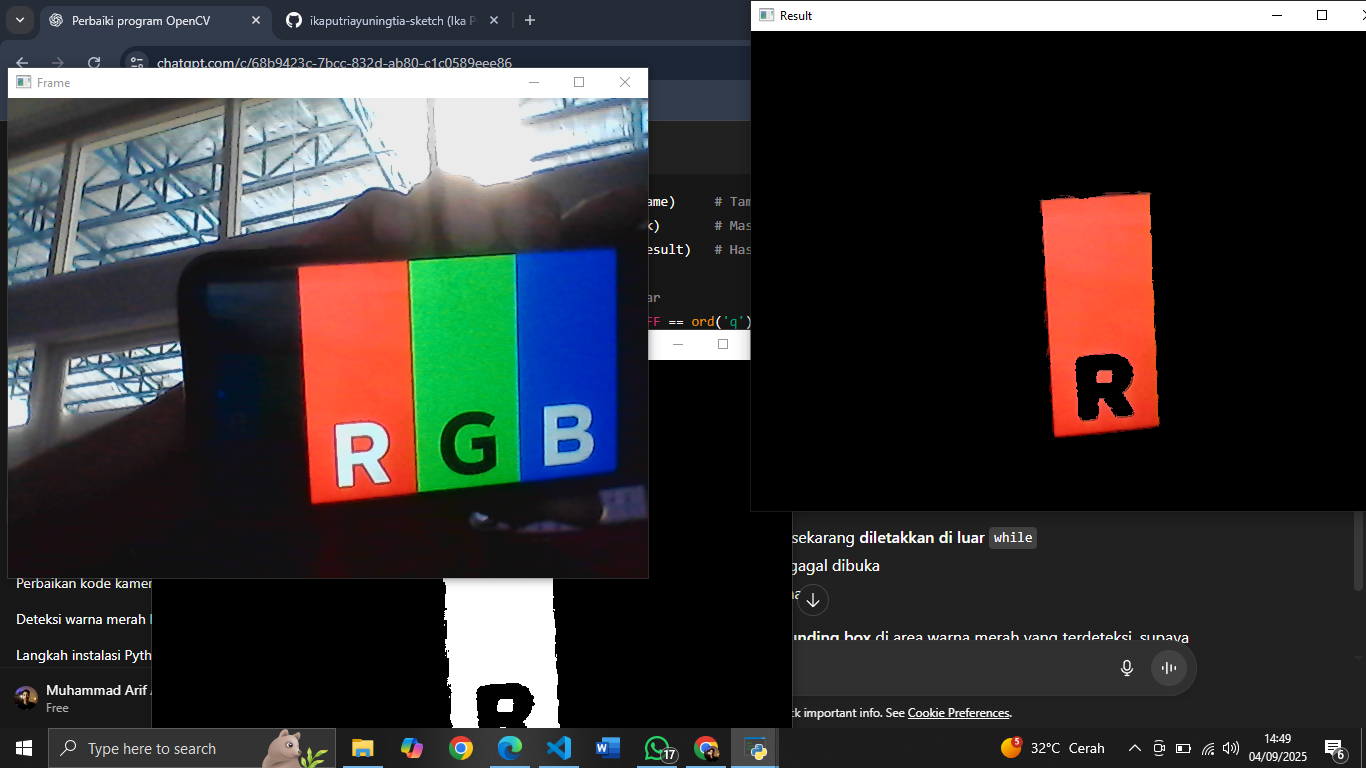 Perbaiki program OpenCV
ikaputriayuningtia-sketch (Ika P
Result
chatgpt.com/c/68b9423c-7bcc-832d-ab80-c1c0589eee86
Frame
R G B
ame) # Tam
k) # Mas
esult) # Has
ar
FF == ord('q')
R
sekarang diletakkan di luar while
gagal dibuka
unding box di area warna merah yang terdeteksi, supaya
Perbaikan kode kamer
Deteksi warna merah
Langkah instalasi Pyth
R
Muhammad Arif
Free
ck important info. See Cookie Preferences.
Type here to search
17
5
32°C Cerah
14:49
04/09/2025
6